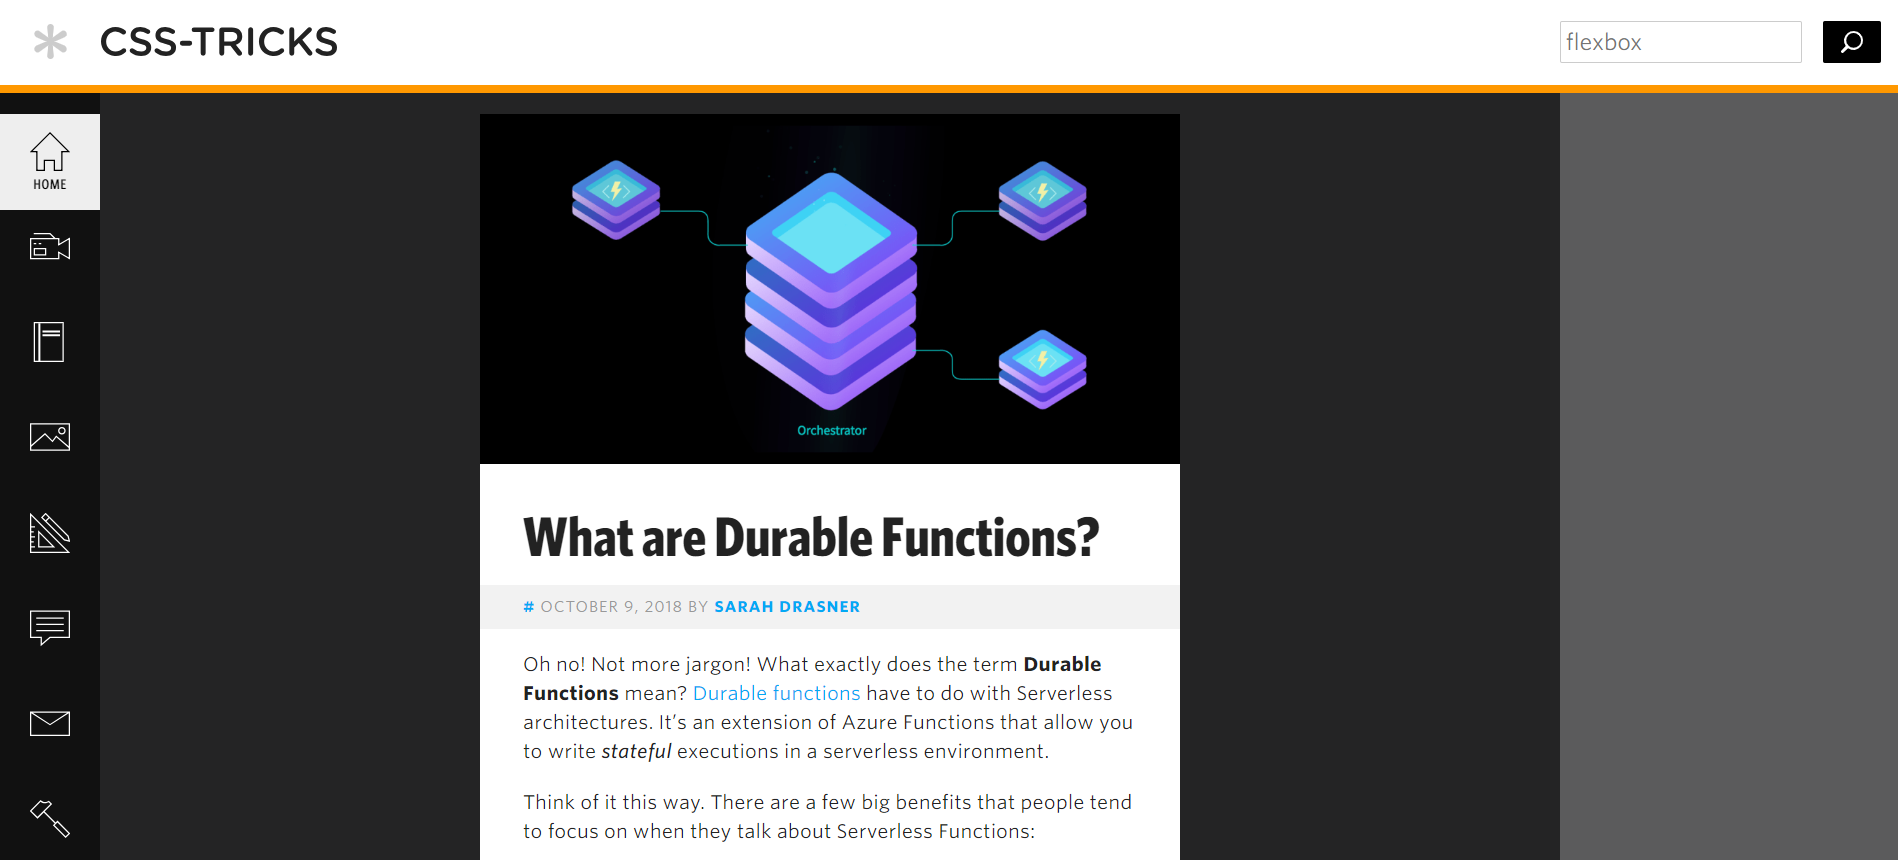 CSS-TRICKS
flexbox
HOME
Orchestrator
What are Durable Functions?
# OCTOBER 9, 2018 BY SARAH DRASNER
Oh no! Not more jargon! What exactly does the term Durable
Functions mean? Durable functions have to do with Serverless
architectures. It’s an extension of Azure Functions that allow you
to write stateful executions in a serverless environment.
Think of it this way. There are a few big benefits that people tend
to focus on when they talk about Serverless Functions: